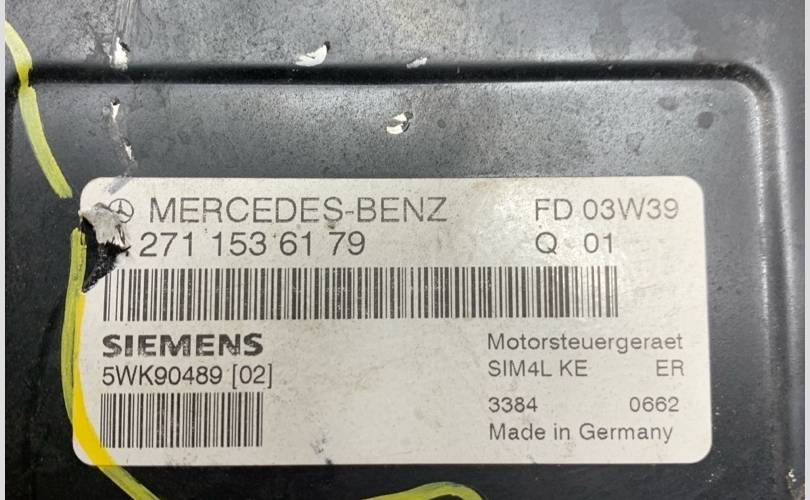 MERCEDES-BENZ FD 03W39
271 153 61 79 Q 01
SIEMENS
5WK90489 [02]
Motorsteuergeraet
SIM4L KE ER
3384 0662
Made in Germany